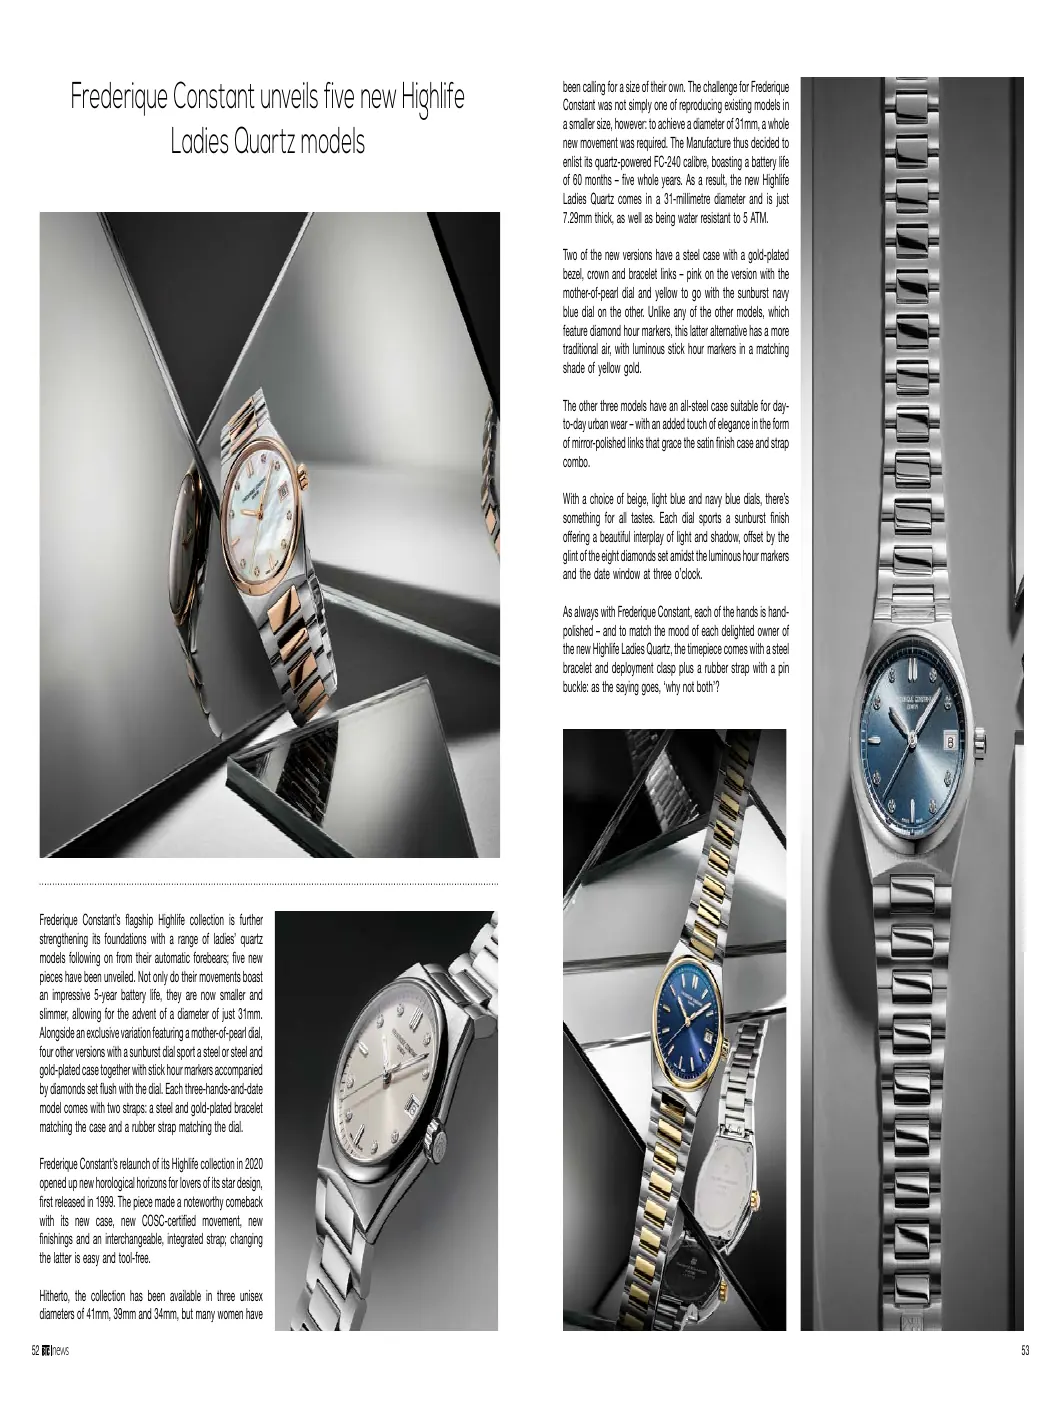 Frederique Constant unveils five new Highlife
Ladies Quartz models
Frederique Constant's flagship Highlife collection is further
strengthening its foundations with a range of ladies' quartz
models following on from their automatic forebears; five new
pieces have been unveiled. Not only do their movements boast
an impressive 5-year battery life, they are now smaller and
slimmer, allowing for the advent of a diameter of just 31mm.
Alongside an exclusive variation featuring a mother-of-pearl dial,
four other versions with a sunburst dial sport a steel or steel and
gold-plated case together with stick hour markers accompanied
by diamonds set flush with the dial. Each three-hands-and-date
model comes with two straps: a steel and gold-plated bracelet
matching the case and a rubber strap matching the dial.
Frederique Constant's relaunch of its Highlife collection in 2020
opened up new horological horizons for lovers of its star design,
first released in 1999. The piece made a noteworthy comeback
with its new case, new COSC-certified movement, new
finishings and an interchangeable, integrated strap; changing
the latter is easy and tool-free.
Hitherto, the collection has been available in three unisex
diameters of 41mm, 39mm and 34mm, but many women have
been calling for a size of their own. The challenge for Frederique
Constant was not simply one of reproducing existing models in
a smaller size, however: to achieve a diameter of 31mm, a whole
new movement was required. The Manufacture thus decided to
enlist its quartz-powered FC-240 calibre, boasting a battery life
of 60 months – five whole years. As a result, the new Highlife
Ladies Quartz comes in a 31-millimetre diameter and is just
7.29mm thick, as well as being water resistant to 5 ATM.
Two of the new versions have a steel case with a gold-plated
bezel, crown and bracelet links – pink on the version with the
mother-of-pearl dial and yellow to go with the sunburst navy
blue dial on the other. Unlike any of the other models, which
feature diamond hour markers, this latter alternative has a more
traditional air, with luminous stick hour markers in a matching
shade of yellow gold.
The other three models have an all-steel case suitable for day-
to-day urban wear – with an added touch of elegance in the form
of mirror-polished links that grace the satin finish case and strap
combo.
With a choice of beige, light blue and navy blue dials, there's
something for all tastes. Each dial sports a sunburst finish
offering a beautiful interplay of light and shadow, offset by the
glint of the eight diamonds set amidst the luminous hour markers
and the date window at three o'clock.
As always with Frederique Constant, each of the hands is hand-
polished – and to match the mood of each delighted owner of
the new Highlife Ladies Quartz, the timepiece comes with a steel
bracelet and deployment clasp plus a rubber strap with a pin
buckle: as the saying goes, 'why not both'?
FREDERIQUE CONSTANT
GENEVE
8
52 news
53